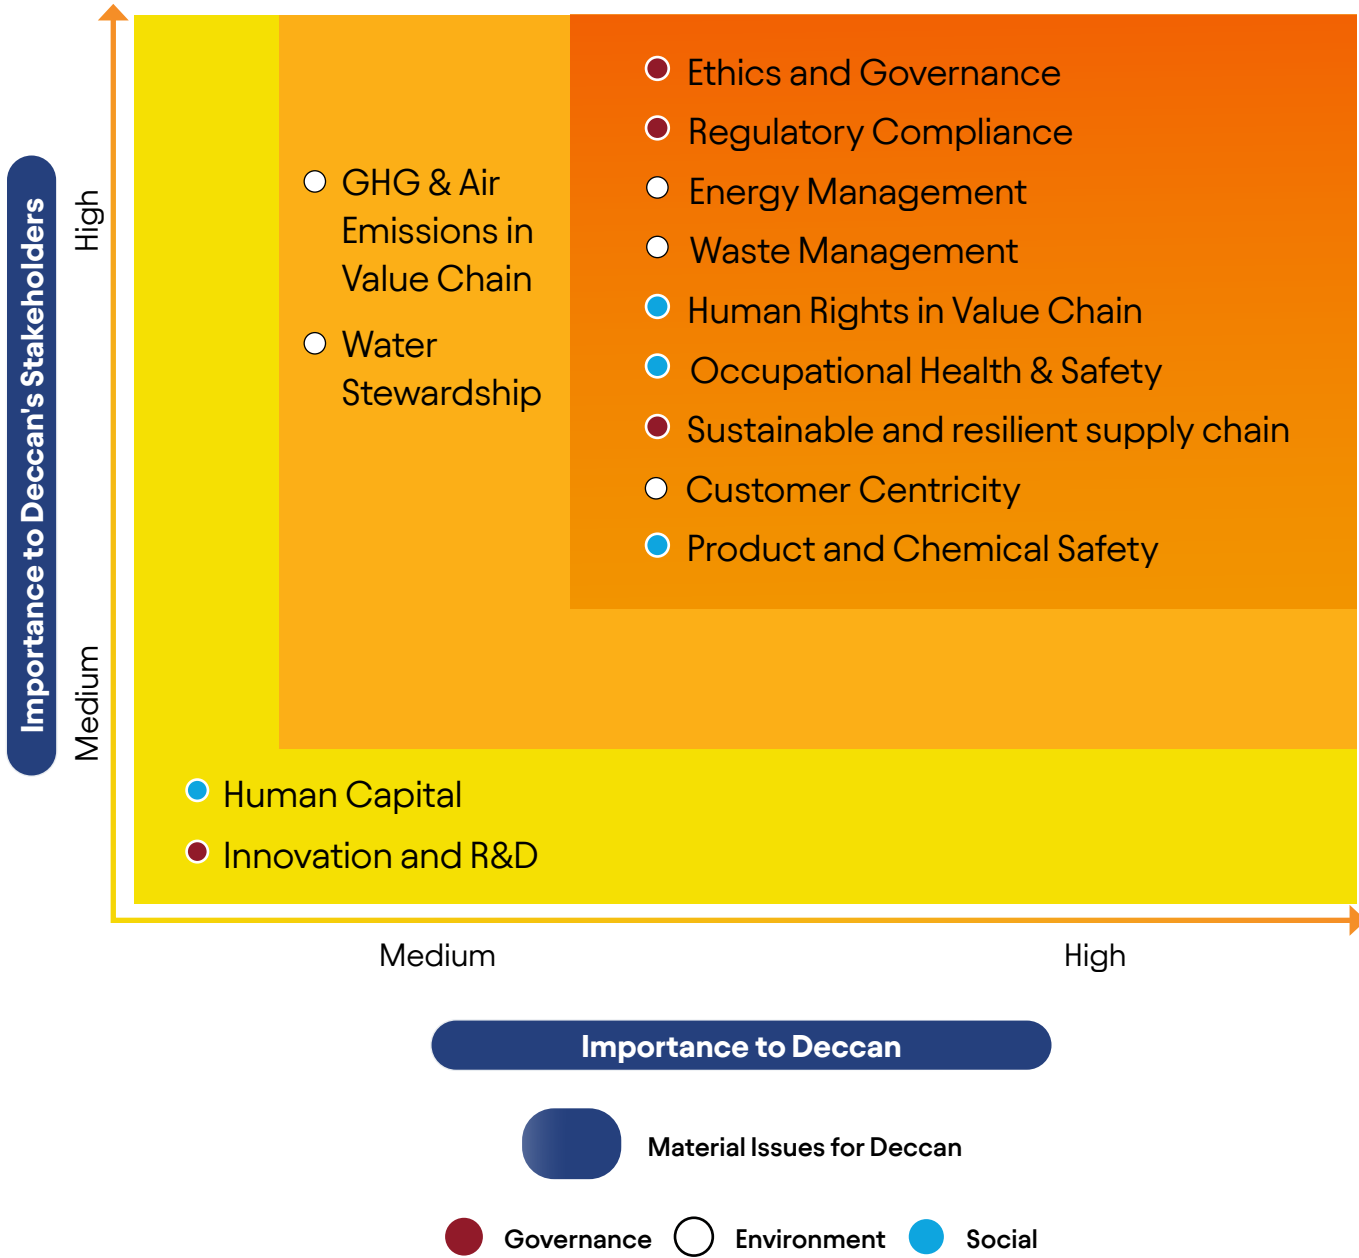 Importance to Deccan's Stakeholders
High
Medium
GHG & Air
Emissions in
Value Chain
Water
Stewardship
Ethics and Governance
Regulatory Compliance
Energy Management
Waste Management
Human Rights in Value Chain
Occupational Health & Safety
Sustainable and resilient supply chain
Customer Centricity
Product and Chemical Safety
Human Capital
Innovation and R&D
Medium
High
Importance to Deccan
Material Issues for Deccan
Governance
Environment
Social